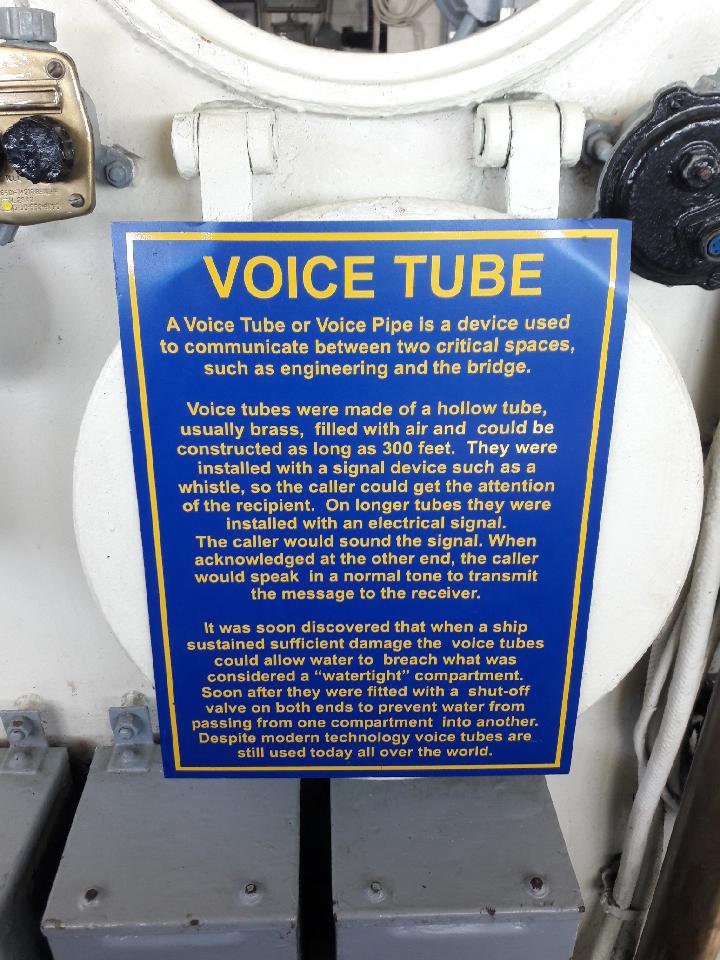 VOICE TUBE
A Voice Tube or Voice Pipe is a device used
to communicate between two critical spaces,
such as engineering and the bridge.
Voice tubes were made of a hollow tube,
usually brass, filled with air and could be
constructed as long as 300 feet. They were
installed with a signal device such as a
whistle, so the caller could get the attention
of the recipient. On longer tubes they were
installed with an electrical signal.
The caller would sound the signal. When
acknowledged at the other end, the caller
would speak in a normal tone to transmit
the message to the receiver.
It was soon discovered that when a ship
sustained sufficient damage the voice tubes
could allow water to breach what was
considered a "watertight" compartment.
Soon after they were fitted with a shut-off
valve on both ends to prevent water from
passing from one compartment into another.
Despite modern technology voice tubes are
still used today all over the world.